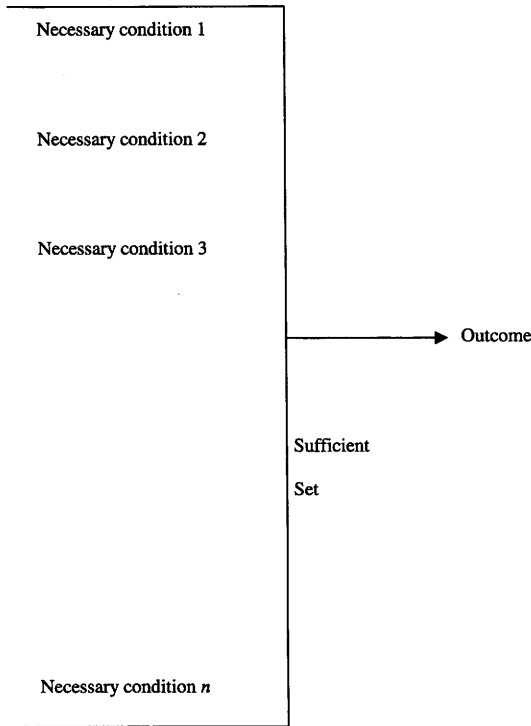 Necessary condition 1
Necessary condition 2
Necessary condition 3
Outcome
Sufficient
Set
Necessary condition n